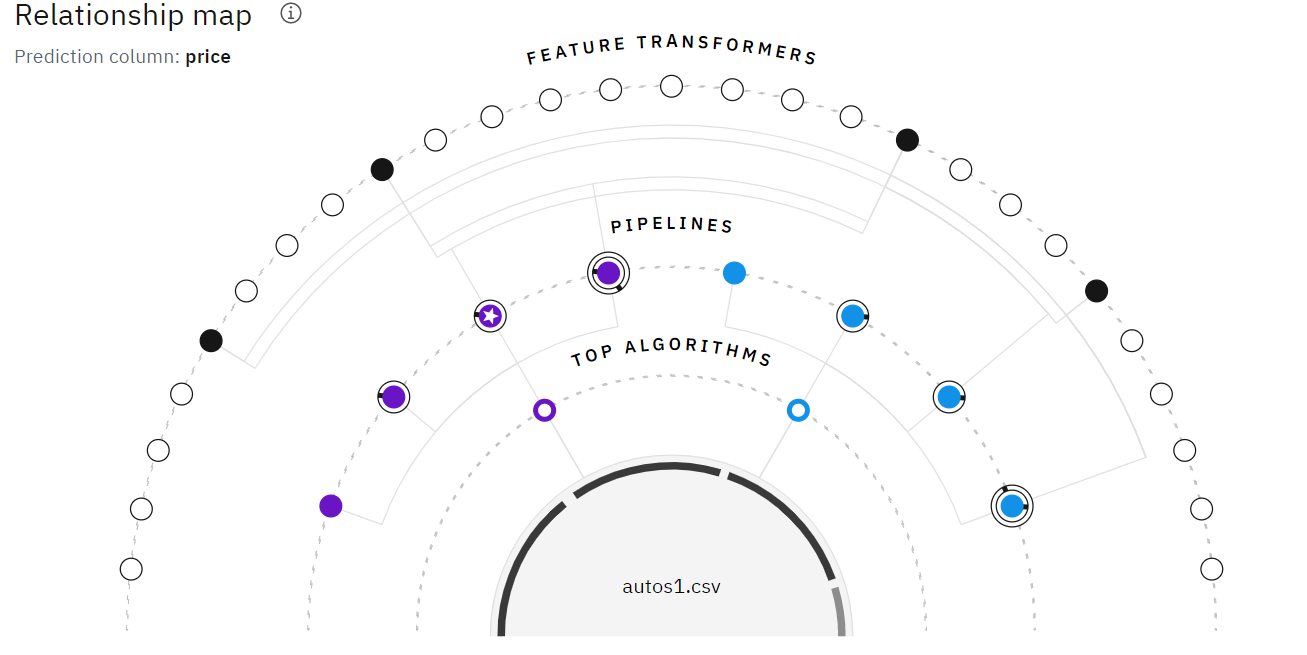 Relationship map
Prediction column: price
FEATURE TRANSFORMERS
PIPELINES
TOP ALGORITHMS
autos1.csv